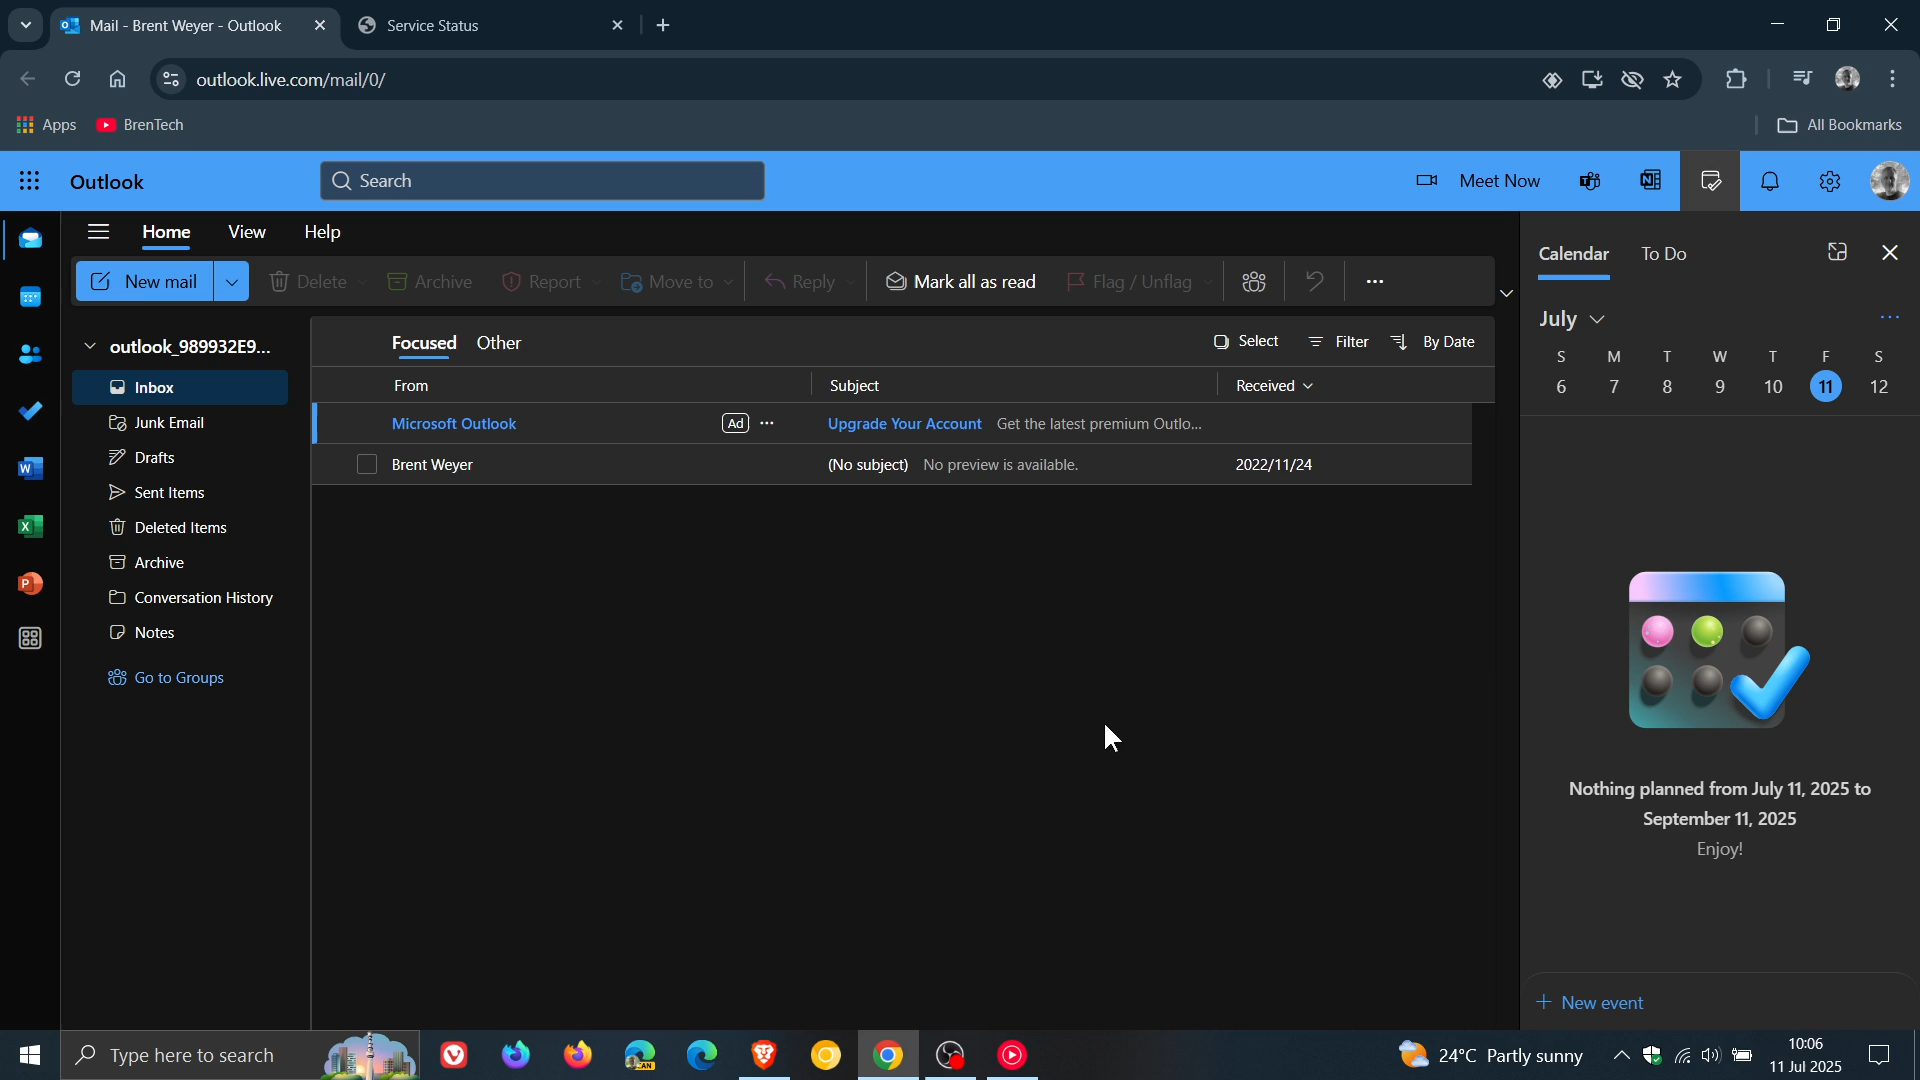 Mail - Brent Weyer - Outlook
Service Status
outlook.live.com/mail/0/
Apps
BrenTech
All Bookmarks
Outlook
Search
Meet Now
Home View Help
New mail Delete Archive Report Move to Reply Mark all as read Flag / Unflag
outlook_989932E9...
Inbox
Junk Email
Drafts
Sent Items
Deleted Items
Archive
Conversation History
Notes
Go to Groups
Focused Other Select Filter By Date
From Subject Received
Microsoft Outlook Ad Upgrade Your Account Get the latest premium Outlo...
Brent Weyer (No subject) No preview is available. 2022/11/24
Calendar To Do
July
S M T W T F S
6 7 8 9 10 11 12
Nothing planned from July 11, 2025 to
September 11, 2025
Enjoy!
New event
Type here to search
CAN
24°C Partly sunny
10:06
11 Jul 2025